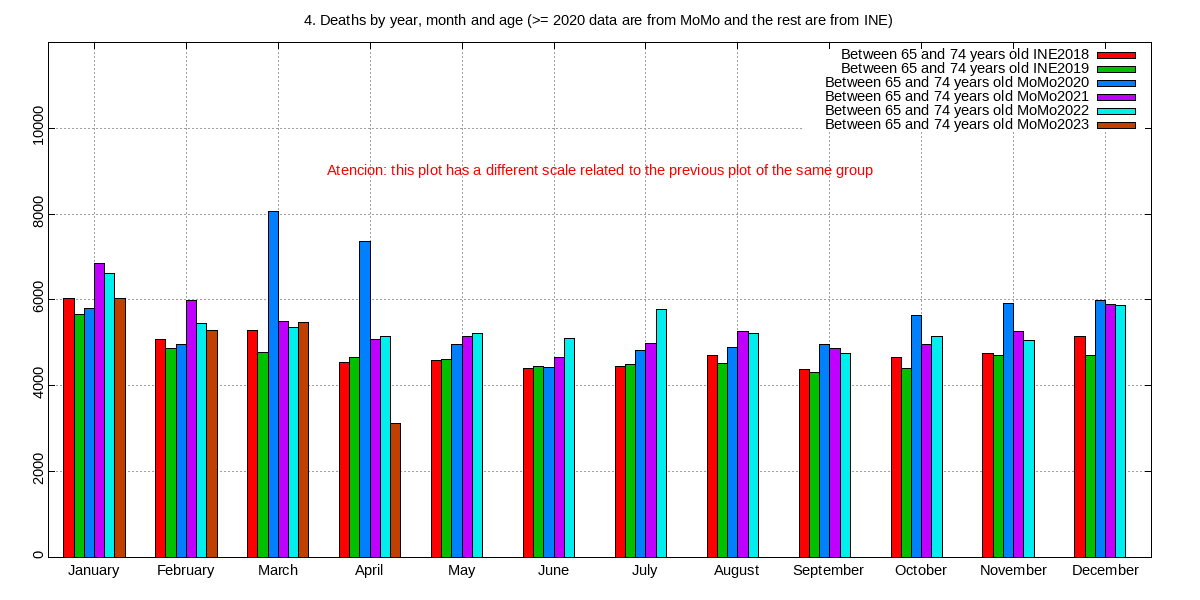 4. Deaths by year, month and age (>= 2020 data are from MoMo and the rest are from INE)
Between 65 and 74 years old INE2018
Between 65 and 74 years old INE2019
Between 65 and 74 years old MoMo2020
Between 65 and 74 years old MoMo2021
Between 65 and 74 years old MoMo2022
Between 65 and 74 years old MoMo2023
Atencion: this plot has a different scale related to the previous plot of the same group
10000
8000
6000
4000
2000
0
January February March April May June July August September October November December